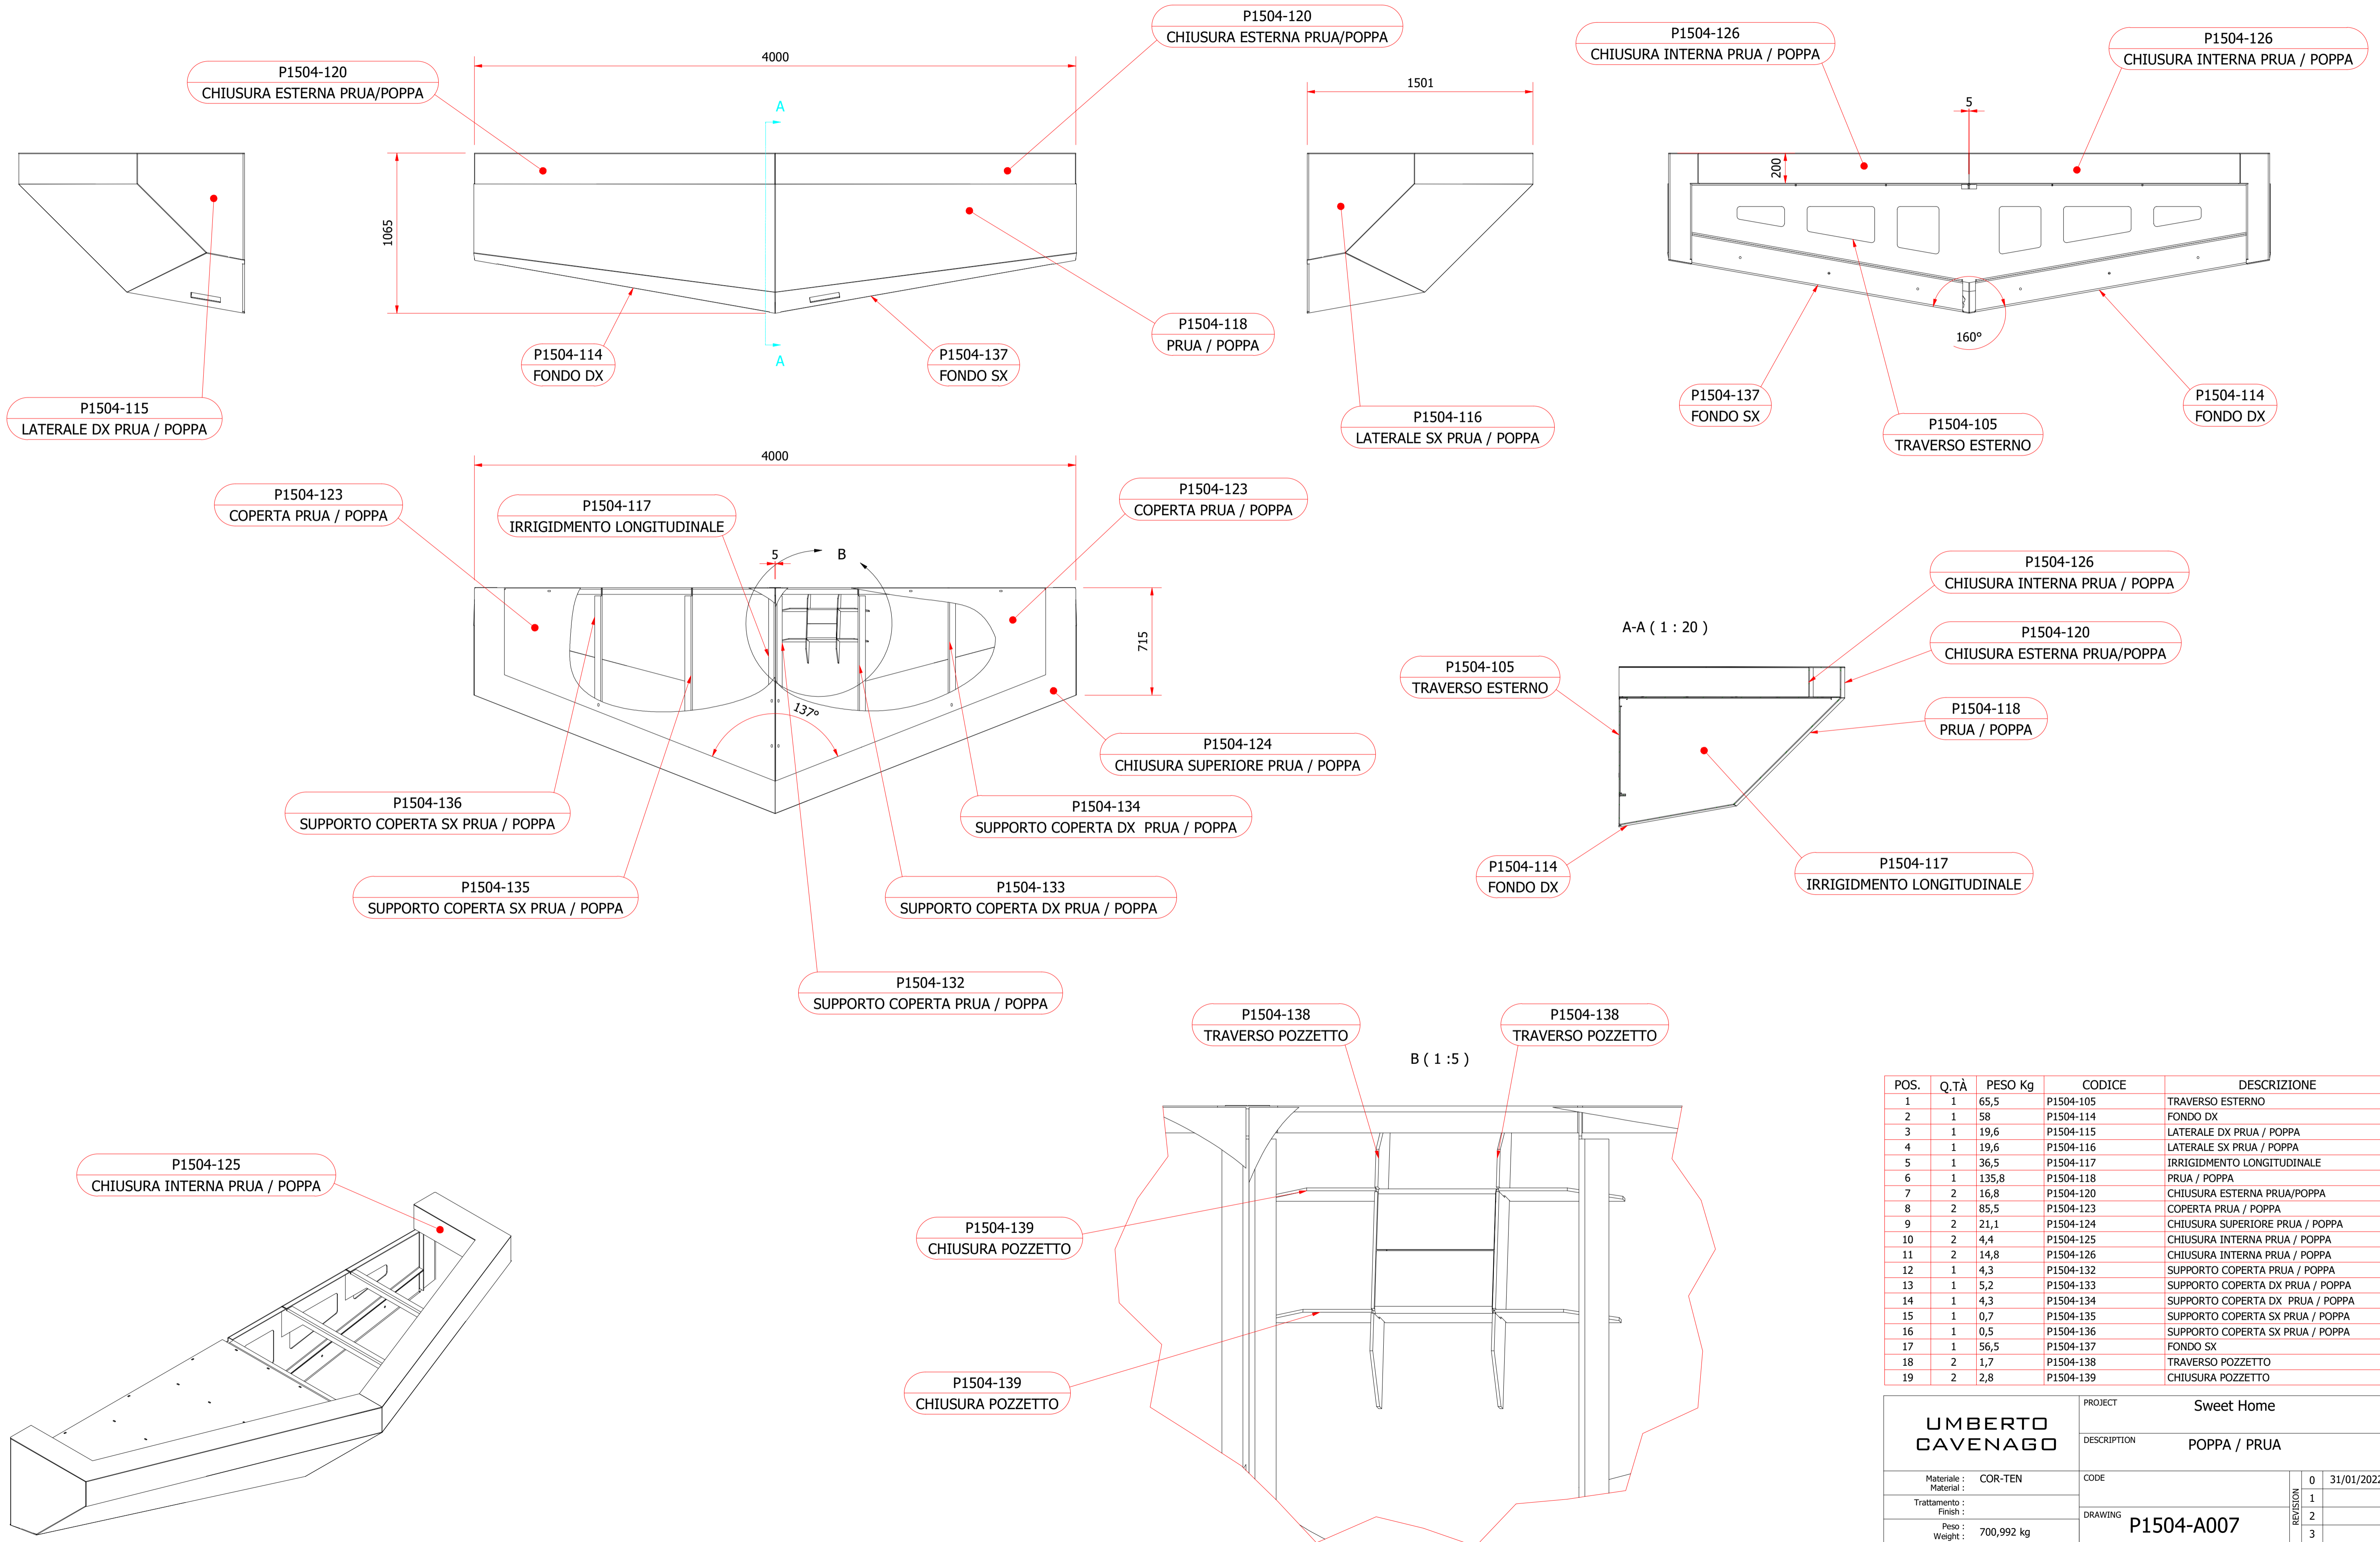 P1504-120
CHIUSURA ESTERNA PRUA/POPPA
P1504-120
CHIUSURA ESTERNA PRUA/POPPA
P1504-126
CHIUSURA INTERNA PRUA / POPPA
P1504-126
CHIUSURA INTERNA PRUA / POPPA
4000
A
1065
A
1501
5
200
160°
P1504-115
LATERALE DX PRUA / POPPA
P1504-114
FONDO DX
P1504-137
FONDO SX
P1504-118
PRUA / POPPA
P1504-116
LATERALE SX PRUA / POPPA
P1504-137
FONDO SX
P1504-105
TRAVERSO ESTERNO
P1504-114
FONDO DX
4000
P1504-123
COPERTA PRUA / POPPA
P1504-117
IRRIGIDMENTO LONGITUDINALE
P1504-123
COPERTA PRUA / POPPA
5
B
715
137°
P1504-124
CHIUSURA SUPERIORE PRUA / POPPA
P1504-136
SUPPORTO COPERTA SX PRUA / POPPA
P1504-134
SUPPORTO COPERTA DX  PRUA / POPPA
P1504-135
SUPPORTO COPERTA SX PRUA / POPPA
P1504-133
SUPPORTO COPERTA DX PRUA / POPPA
P1504-132
SUPPORTO COPERTA PRUA / POPPA
A-A ( 1 : 20 )
P1504-126
CHIUSURA INTERNA PRUA / POPPA
P1504-120
CHIUSURA ESTERNA PRUA/POPPA
P1504-105
TRAVERSO ESTERNO
P1504-118
PRUA / POPPA
P1504-114
FONDO DX
P1504-117
IRRIGIDMENTO LONGITUDINALE
P1504-138
TRAVERSO POZZETTO
P1504-138
TRAVERSO POZZETTO
B ( 1 :5 )
P1504-139
CHIUSURA POZZETTO
P1504-139
CHIUSURA POZZETTO
P1504-125
CHIUSURA INTERNA PRUA / POPPA
POS. Q.TÀ PESO Kg CODICE DESCRIZIONE
1 1 65,5 P1504-105 TRAVERSO ESTERNO
2 1 58 P1504-114 FONDO DX
3 1 19,6 P1504-115 LATERALE DX PRUA / POPPA
4 1 19,6 P1504-116 LATERALE SX PRUA / POPPA
5 1 36,5 P1504-117 IRRIGIDMENTO LONGITUDINALE
6 1 135,8 P1504-118 PRUA / POPPA
7 2 16,8 P1504-120 CHIUSURA ESTERNA PRUA/POPPA
8 2 85,5 P1504-123 COPERTA PRUA / POPPA
9 2 21,1 P1504-124 CHIUSURA SUPERIORE PRUA / POPPA
10 2 4,4 P1504-125 CHIUSURA INTERNA PRUA / POPPA
11 2 14,8 P1504-126 CHIUSURA INTERNA PRUA / POPPA
12 1 4,3 P1504-132 SUPPORTO COPERTA PRUA / POPPA
13 1 5,2 P1504-133 SUPPORTO COPERTA DX PRUA / POPPA
14 1 4,3 P1504-134 SUPPORTO COPERTA DX  PRUA / POPPA
15 1 0,7 P1504-135 SUPPORTO COPERTA SX PRUA / POPPA
16 1 0,5 P1504-136 SUPPORTO COPERTA SX PRUA / POPPA
17 1 56,5 P1504-137 FONDO SX
18 2 1,7 P1504-138 TRAVERSO POZZETTO
19 2 2,8 P1504-139 CHIUSURA POZZETTO
UMBERTO
CAVENAGO
PROJECT Sweet Home
DESCRIPTION POPPA / PRUA
Materiale : COR-TEN
Material :
Trattamento :
Finish :
Peso :
Weight : 700,992 kg
CODE
DRAWING P1504-A007
REVISION
0 31/01/2022
1
2
3